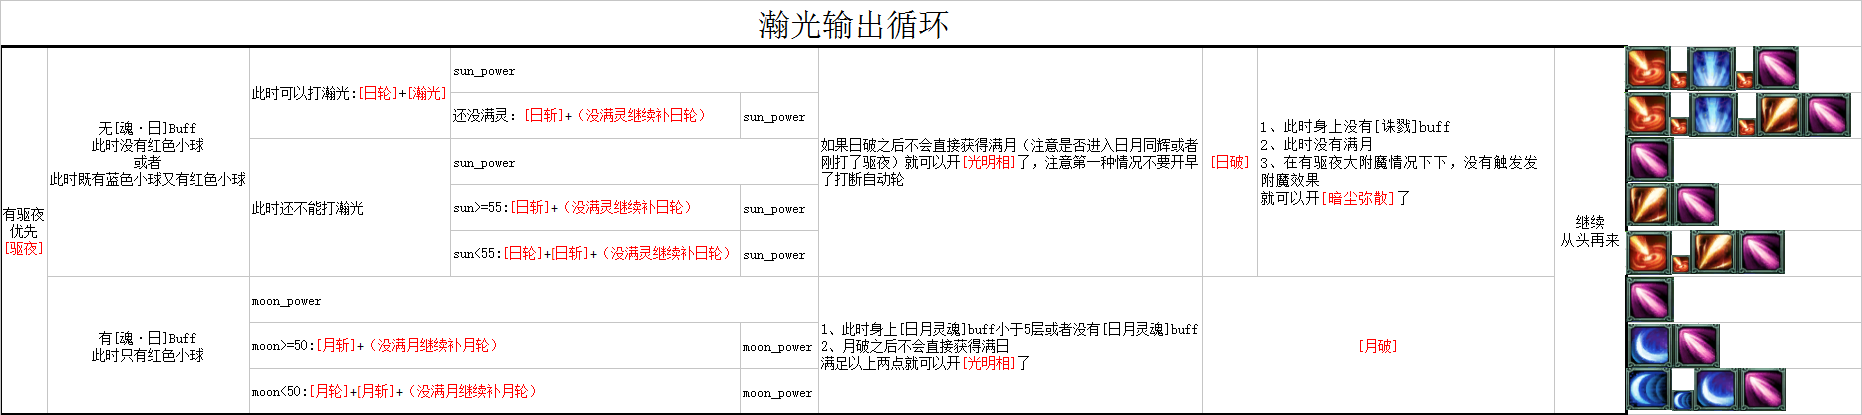 瀚光输出循环
有驱夜
优先
[驱夜]
无[魂·日]Buff
此时没有红色小球
或者
此时既有蓝色小球又有红色小球
此时可以打瀚光:[日轮]+[瀚光]
sun_power
还没满灵：[日斩]+（没满灵继续补日轮）
sun_power
此时还不能打瀚光
sun_power
sun>=55:[日斩]+（没满灵继续补日轮）
sun_power
sun<55:[日轮]+[日斩]+（没满灵继续补日轮）
sun_power
如果日破之后不会直接获得满月（注意是否进入日月同辉或者
刚打了驱夜）就可以开[光明相]了，注意第一种情况不要开早
了打断自动轮
[日破]
1、此时身上没有[诛戮]buff
2、此时没有满月
3、在有驱夜大附魔情况下下，没有触发发
附魔效果
就可以开[暗尘弥散]了
继续
从头再来
有[魂·日]Buff
此时只有红色小球
moon_power
moon>=50:[月斩]+（没满月继续补月轮）
moon_power
moon<50:[月轮]+[月斩]+（没满月继续补月轮）
moon_power
1、此时身上[日月灵魂]buff小于5层或者没有[日月灵魂]buff
2、月破之后不会直接获得满日
满足以上两点就可以开[光明相]了
[月破]